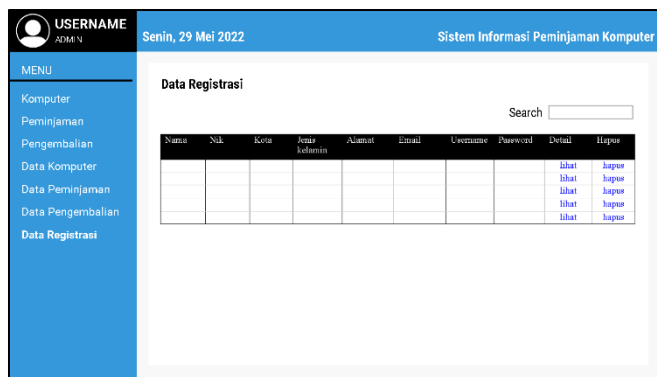 USERNAME
ADMIN
Senin, 29 Mei 2022
Sistem Informasi Peminjaman Komputer
MENU
Komputer
Peminjaman
Pengembalian
Data Komputer
Data Peminjaman
Data Pengembalian
Data Registrasi
Data Registrasi
Search
Nama Nik Kota Jenis kelamin Alamat Email Username Password Detail Hapus
lihat hapus
lihat hapus
lihat hapus
lihat hapus
lihat hapus